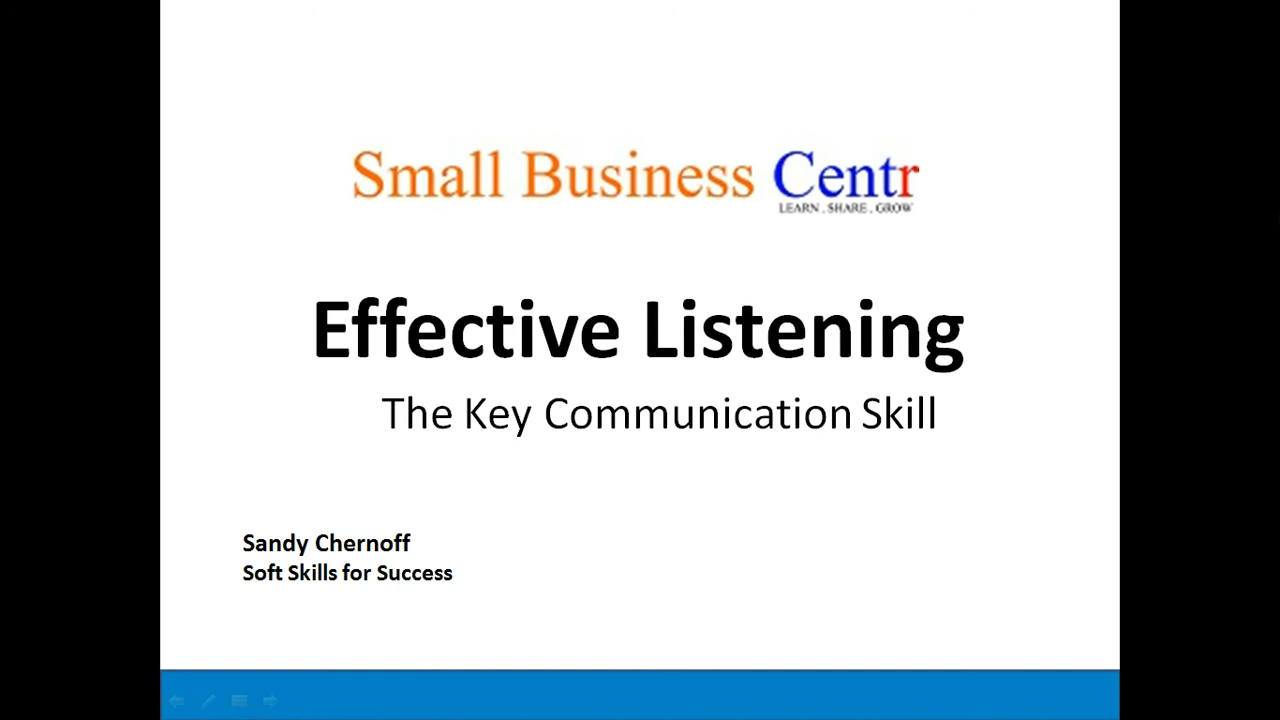 Small Business Centr
LEARN . SHARE . GROW
Effective Listening
The Key Communication Skill
Sandy Chernoff
Soft Skills for Success